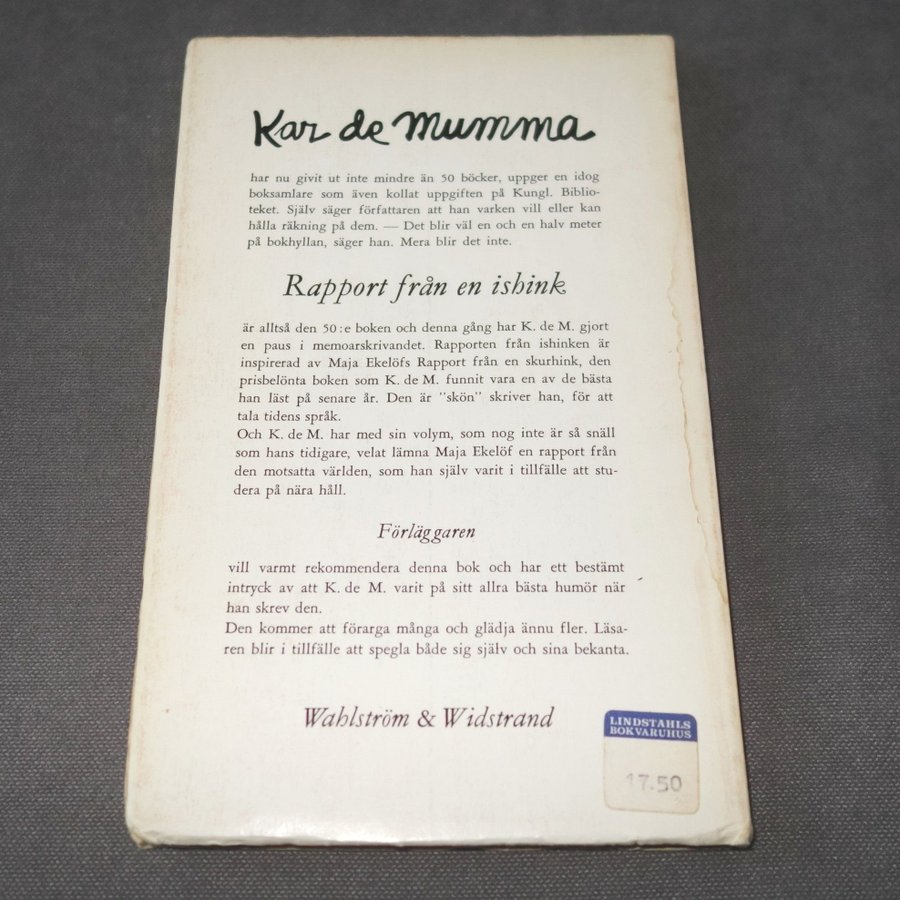 Kar de Mumma
har nu givit ut inte mindre än 50 böcker, uppger en idog
boksamlare som även kollat uppgiften på Kungl. Biblio-
teket. Själv säger författaren att han varken vill eller kan
hålla räkning på dem. — Det blir väl en och en halv meter
på bokhyllan, säger han. Mera blir det inte.
Rapport från en ishink
är alltså den 50:e boken och denna gång har K. de M. gjort
en paus i memoarskrivandet. Rapporten från ishinken är
inspirerad av Maja Ekelöfs Rapport från en skurhink, den
prisbelönta boken som K. de M. funnit vara en av de bästa
han läst på senare år. Den är "skön" skriver han, för att
tala tidens språk.
Och K. de M. har med sin volym, som nog inte är så snäll
som hans tidigare, velat lämna Maja Ekelöf en rapport från
den motsatta världen, som han själv varit i tillfälle att stu-
dera på nära håll.
Förläggaren
vill varmt rekommendera denna bok och har ett bestämt
intryck av att K. de M. varit på sitt allra bästa humör när
han skrev den.
Den kommer att förarga många och glädja ännu fler. Läsa-
ren blir i tillfälle att spegla både sig själv och sina bekanta.
Wahlström & Widstrand
LINDSTAHLS
BOKVARUHUS
17.50